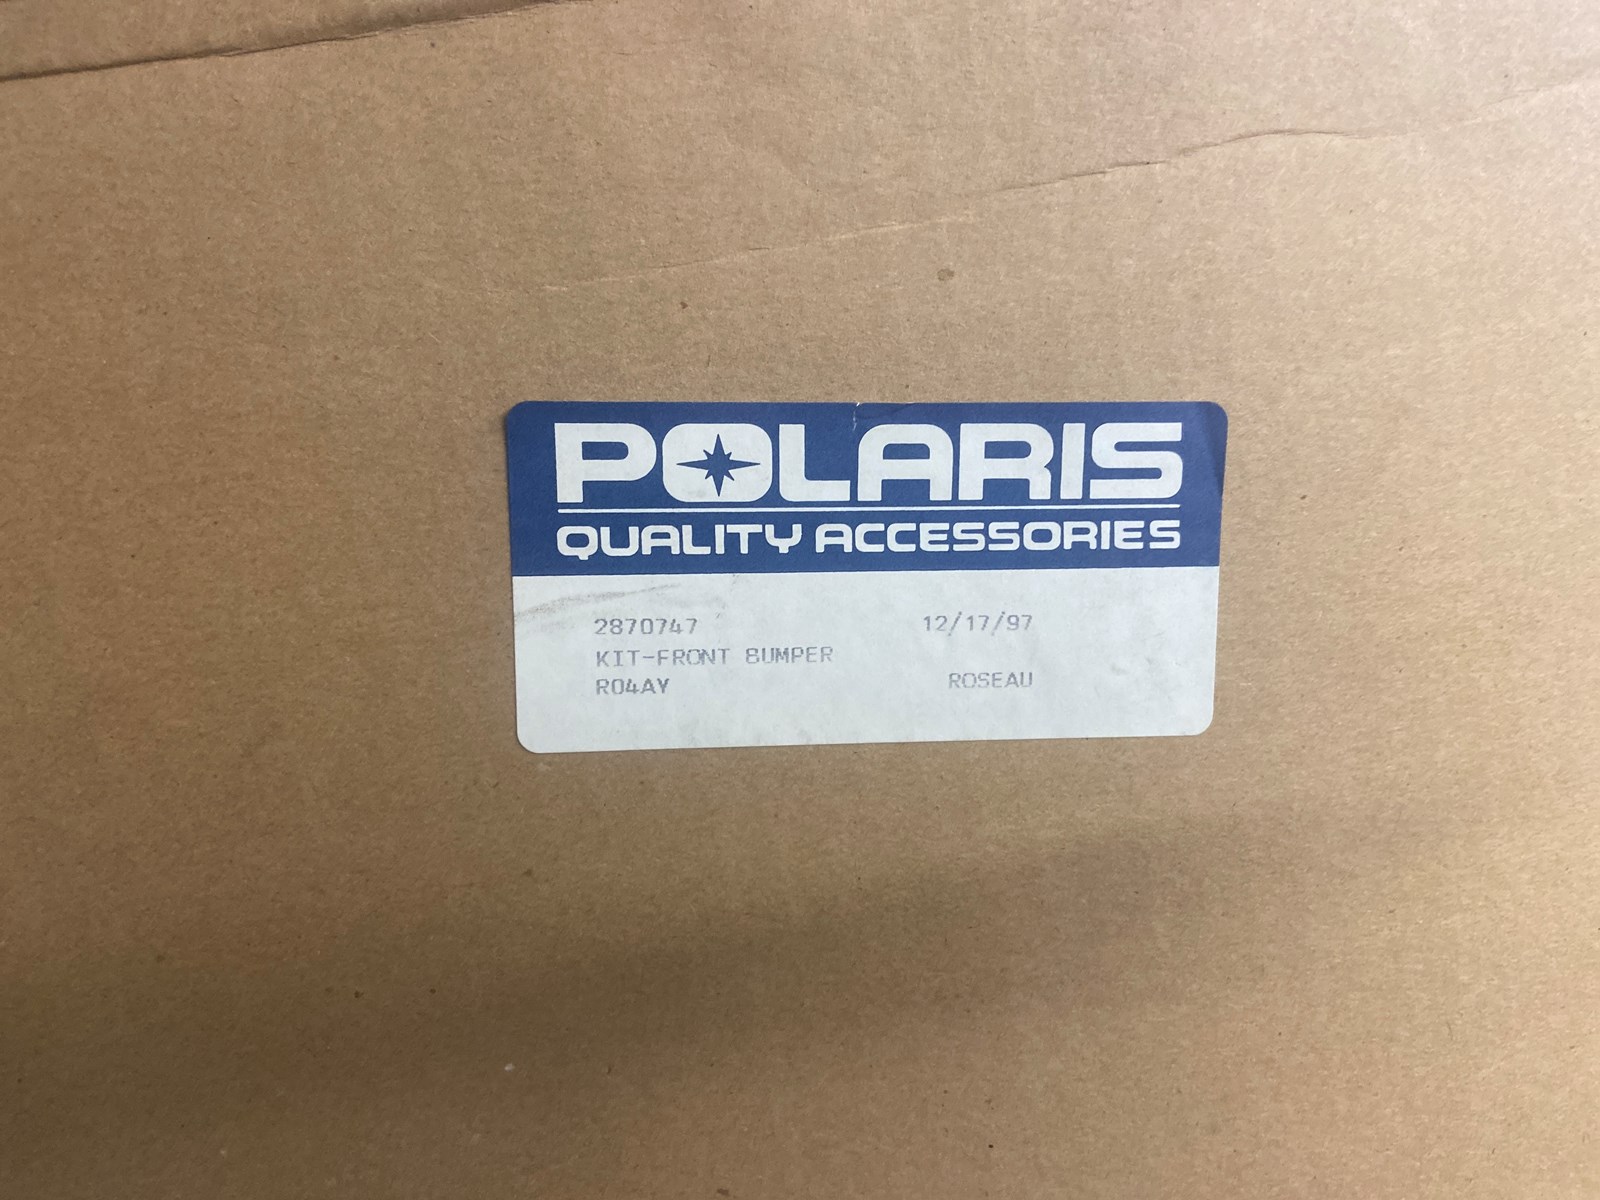 POLARIS
QUALITY ACCESSORIES
2870747 12/17/97
KIT-FRONT BUMPER
R04AY ROSEAU